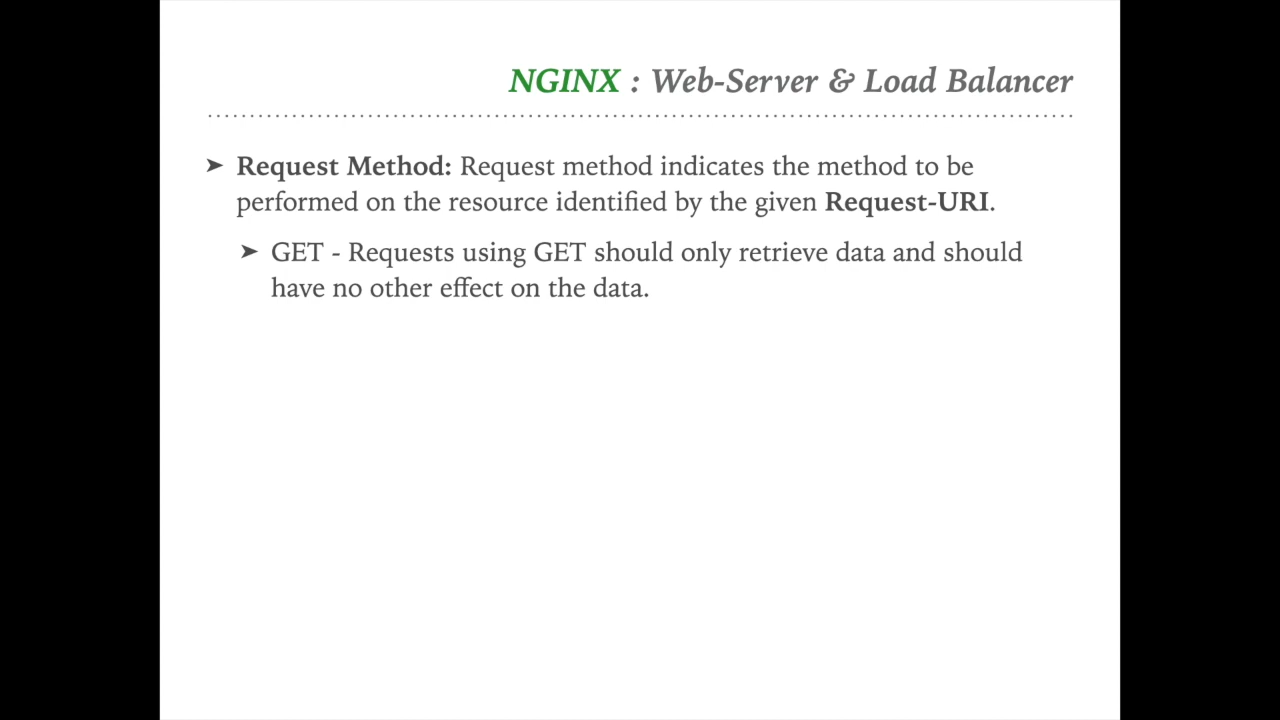 NGINX : Web-Server & Load Balancer
➤ Request Method: Request method indicates the method to be
performed on the resource identified by the given Request-URI.
➤ GET - Requests using GET should only retrieve data and should
have no other effect on the data.